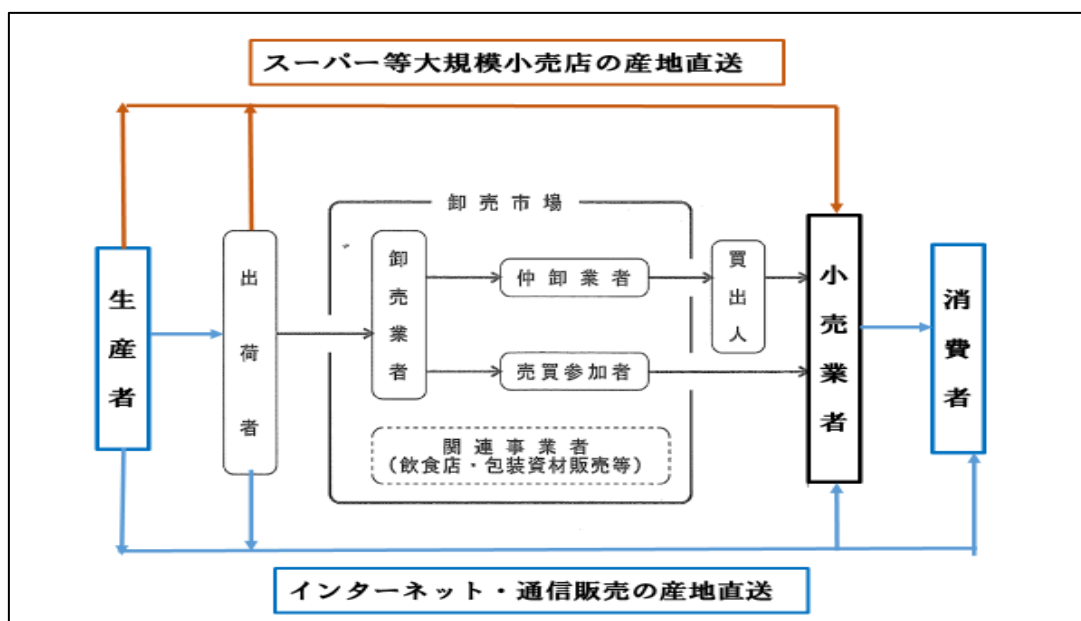 スーパー等大規模小売店の産地直送
卸売市場
生産者
出荷者
卸売業者
仲卸業者
売買参加者
関連事業者
(飲食店・包装資材販売等)
買出人
小売業者
消費者
インターネット・通信販売の産地直送